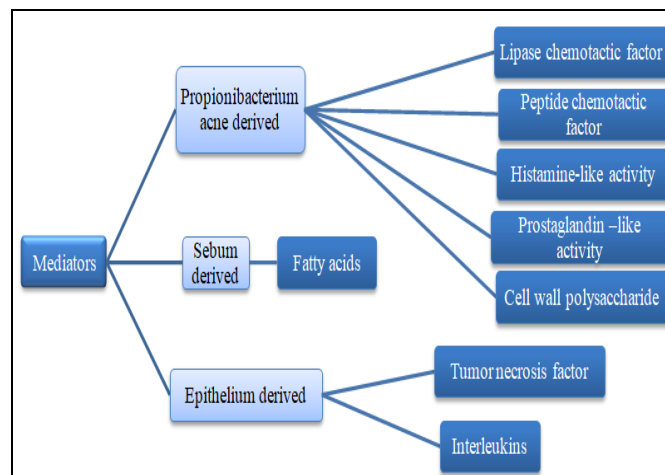 Lipase chemotactic factor
Propionibacterium
acne derived
Peptide chemotactic
factor
Histamine-like activity
Prostaglandin –like
activity
Mediators
Sebum
derived
Fatty acids
Cell wall polysaccharide
Tumor necrosis factor
Epithelium derived
Interleukins